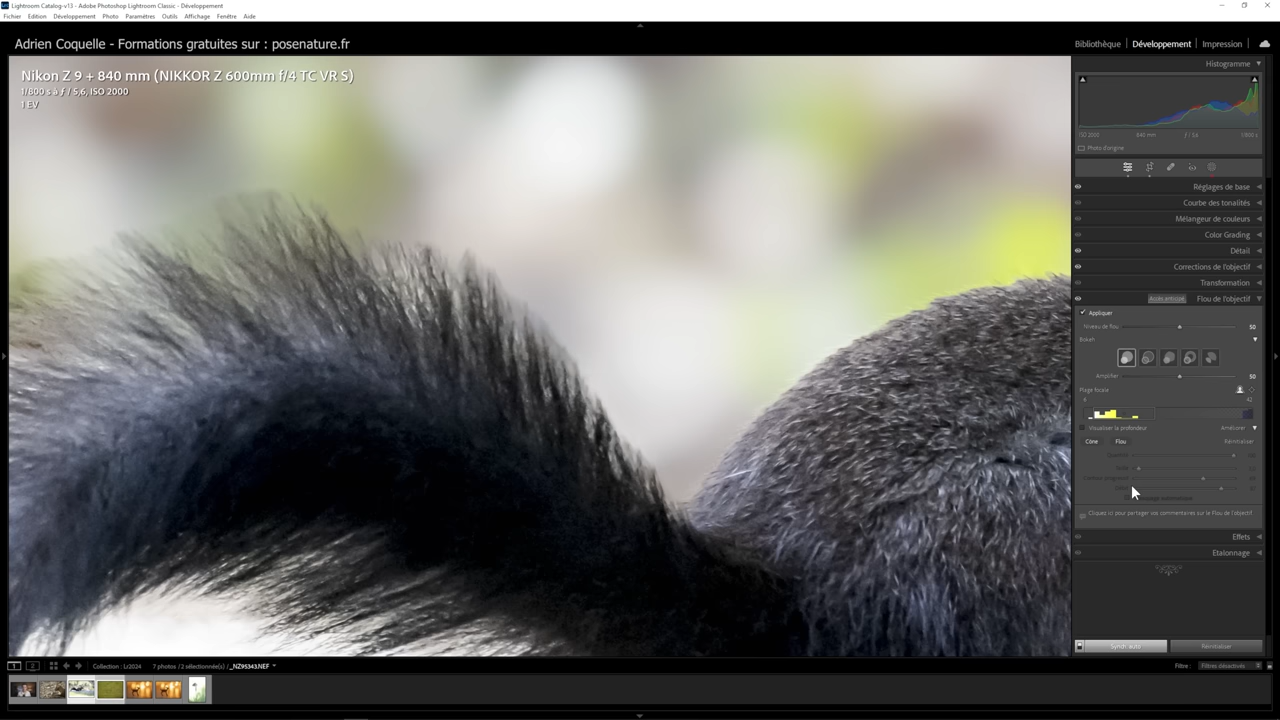 Lightroom Catalog-v13 - Adobe Photoshop Lightroom Classic - Développement
Fichier Edition Développement Photo Paramètres Outils Affichage Fenêtre Aide
Adrien Coquelle - Formations gratuites sur : posenature.fr
Bibliothèque Développement Impression
Nikon Z 9 + 840 mm (NIKKOR Z 600mm f/4 TC VR S)
1/800 s à ƒ / 5,6, ISO 2000
1 EV
Histogramme
ISO 2000 840 mm ƒ / 5,6 1/800 s
Photo d'origine
Réglages de base
Courbe des tonalités
Mélangeur de couleurs
Color Grading
Détail
Corrections de l'objectif
Transformation
Accès anticipé Flou de l'objectif
Appliquer
Niveau de flou 50
Bokeh
Amplifier 50
Plage focale
42
Visualiser la profondeur Améliorer
Cône Flou Réinitialiser
Cliquez ici pour partager vos commentaires sur le Flou de l'objectif
Effets
Etalonnage
Synch. auto Réinitialiser
1 2 Collection : Lr2024 7 photos /2 sélectionnée(s) /_NZ95343.NEF Filtre : Filtres désactivés